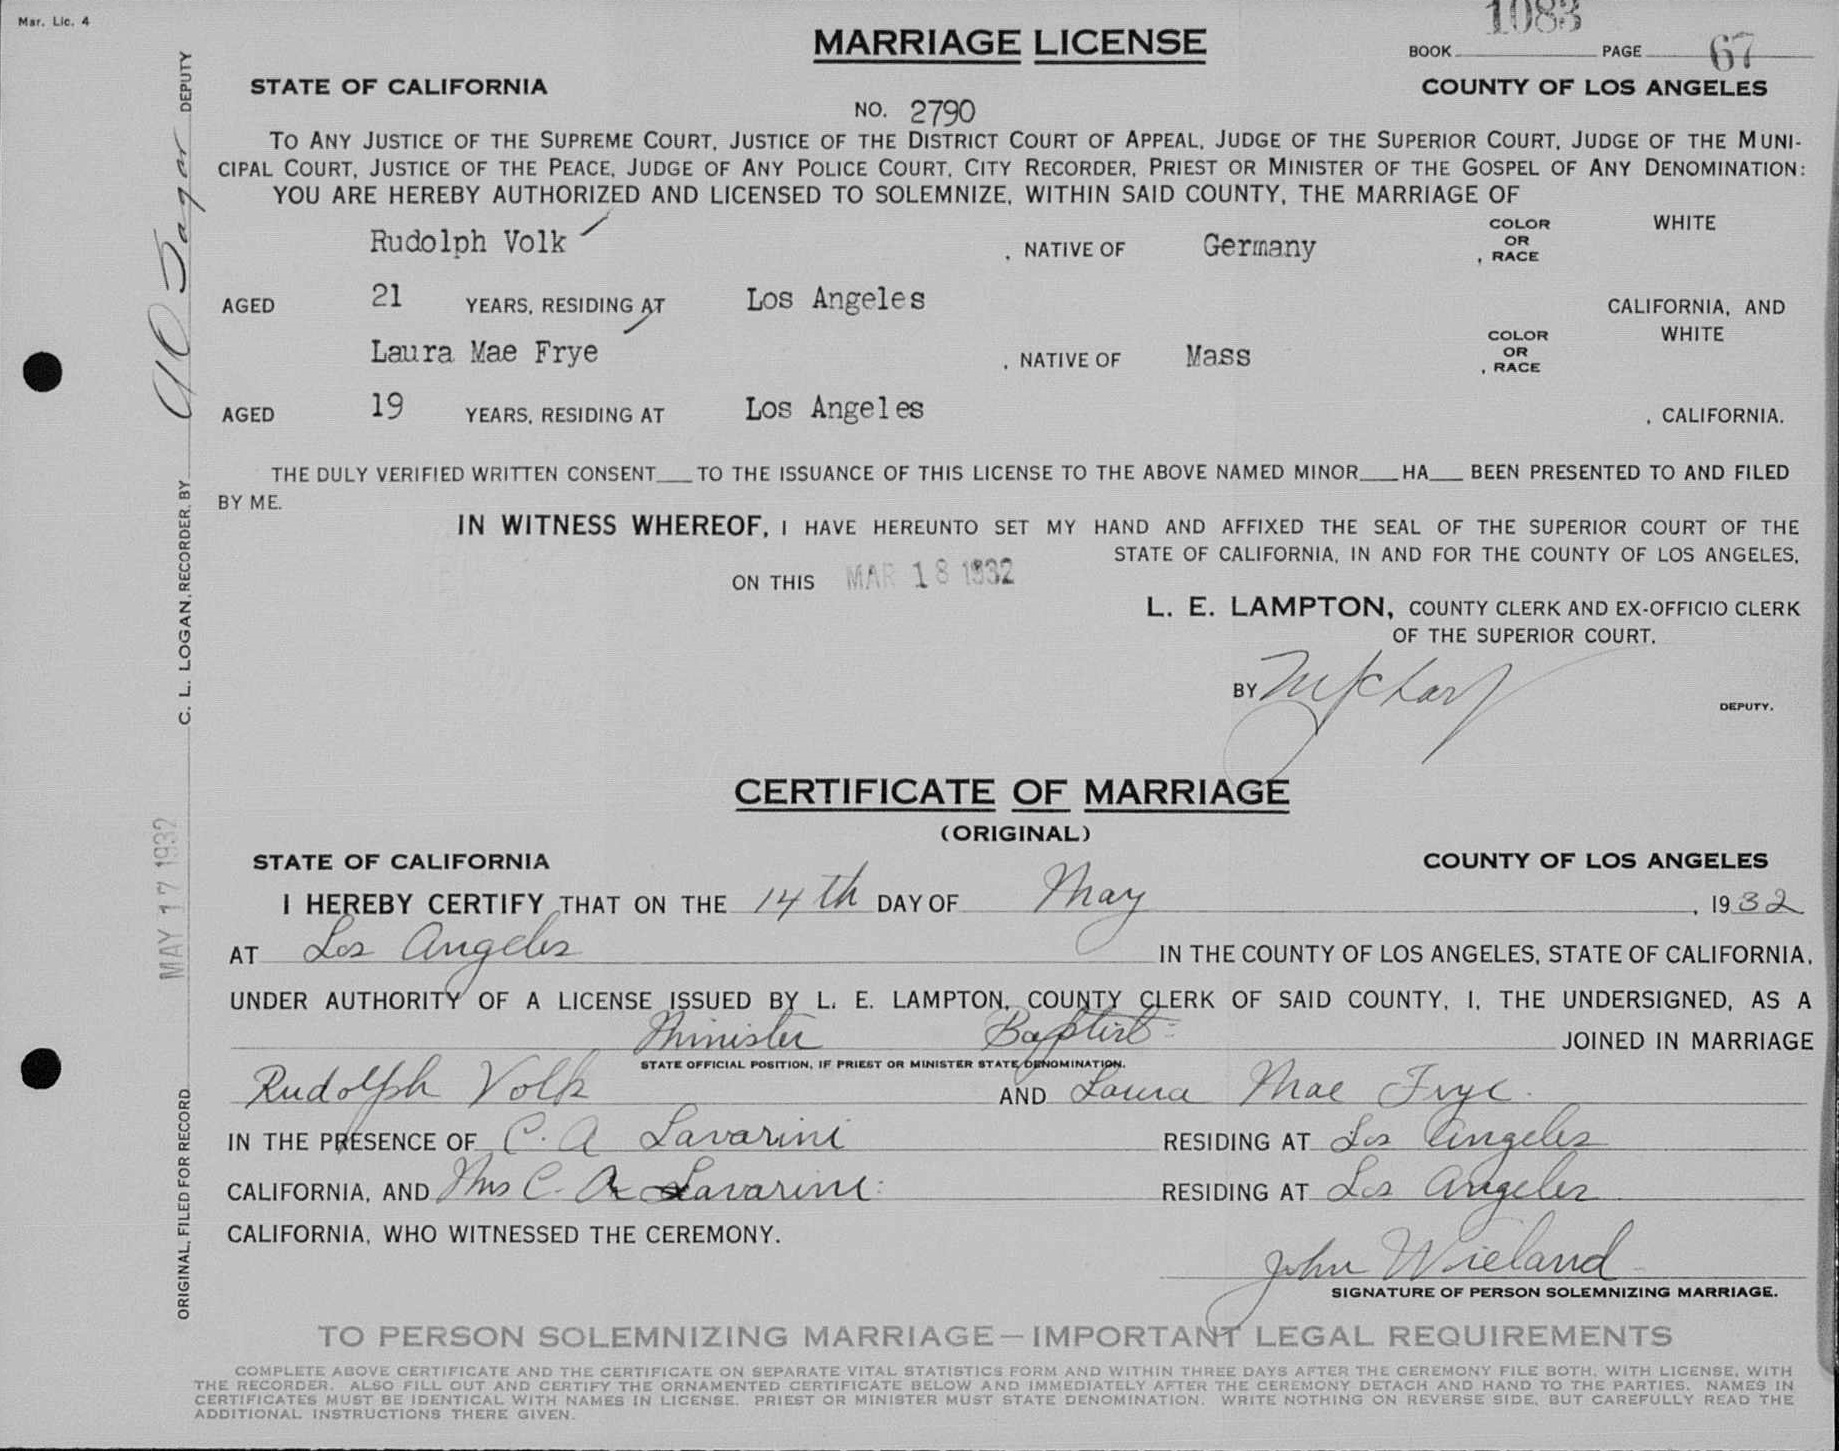 Mar. Lic. 4
MARRIAGE LICENSE
1083
BOOK PAGE 67
STATE OF CALIFORNIA COUNTY OF LOS ANGELES
NO. 2790
TO ANY JUSTICE OF THE SUPREME COURT, JUSTICE OF THE DISTRICT COURT OF APPEAL, JUDGE OF THE SUPERIOR COURT, JUDGE OF THE MUNI-
CIPAL COURT, JUSTICE OF THE PEACE, JUDGE OF ANY POLICE COURT, CITY RECORDER, PRIEST OR MINISTER OF THE GOSPEL OF ANY DENOMINATION:
YOU ARE HEREBY AUTHORIZED AND LICENSED TO SOLEMNIZE, WITHIN SAID COUNTY, THE MARRIAGE OF
Rudolph Volk , NATIVE OF Germany , COLOR OR RACE WHITE
AGED 21 YEARS, RESIDING AT Los Angeles CALIFORNIA, AND
Laura Mae Frye , NATIVE OF Mass , COLOR OR RACE WHITE
AGED 19 YEARS, RESIDING AT Los Angeles , CALIFORNIA.
THE DULY VERIFIED WRITTEN CONSENT___TO THE ISSUANCE OF THIS LICENSE TO THE ABOVE NAMED MINOR___HA___ BEEN PRESENTED TO AND FILED
BY ME.
IN WITNESS WHEREOF, I HAVE HEREUNTO SET MY HAND AND AFFIXED THE SEAL OF THE SUPERIOR COURT OF THE
STATE OF CALIFORNIA, IN AND FOR THE COUNTY OF LOS ANGELES,
ON THIS MAR 18 1932
L. E. LAMPTON, COUNTY CLERK AND EX-OFFICIO CLERK
OF THE SUPERIOR COURT.
BY
DEPUTY.
CERTIFICATE OF MARRIAGE
(ORIGINAL)
STATE OF CALIFORNIA COUNTY OF LOS ANGELES
I HEREBY CERTIFY THAT ON THE 14th DAY OF May , 1932
AT Los Angeles IN THE COUNTY OF LOS ANGELES, STATE OF CALIFORNIA,
UNDER AUTHORITY OF A LICENSE ISSUED BY L. E. LAMPTON, COUNTY CLERK OF SAID COUNTY, I, THE UNDERSIGNED, AS A
Minister Baptist JOINED IN MARRIAGE
STATE OFFICIAL POSITION, IF PRIEST OR MINISTER STATE DENOMINATION.
Rudolph Volk AND Laura Mae Frye.
IN THE PRESENCE OF C. A Lavarini RESIDING AT Los Angeles
CALIFORNIA, AND Mrs C. A Lavarini RESIDING AT Los Angeles
CALIFORNIA, WHO WITNESSED THE CEREMONY.
John Wieland
SIGNATURE OF PERSON SOLEMNIZING MARRIAGE.
TO PERSON SOLEMNIZING MARRIAGE—IMPORTANT LEGAL REQUIREMENTS
COMPLETE ABOVE CERTIFICATE AND THE CERTIFICATE ON SEPARATE VITAL STATISTICS FORM AND WITHIN THREE DAYS AFTER THE CEREMONY FILE BOTH, WITH LICENSE, WITH
THE RECORDER. ALSO FILL OUT AND CERTIFY THE ORNAMENTED CERTIFICATE BELOW AND IMMEDIATELY AFTER THE CEREMONY DETACH AND HAND TO THE PARTIES. NAMES IN
CERTIFICATES MUST BE IDENTICAL WITH NAMES IN LICENSE. PRIEST OR MINISTER MUST STATE DENOMINATION. WRITE NOTHING ON REVERSE SIDE, BUT CAREFULLY READ THE
ADDITIONAL INSTRUCTIONS THERE GIVEN.
ORIGINAL, FILED FOR RECORD MAY 17 1932 C. L. LOGAN, RECORDER, BY DEPUTY